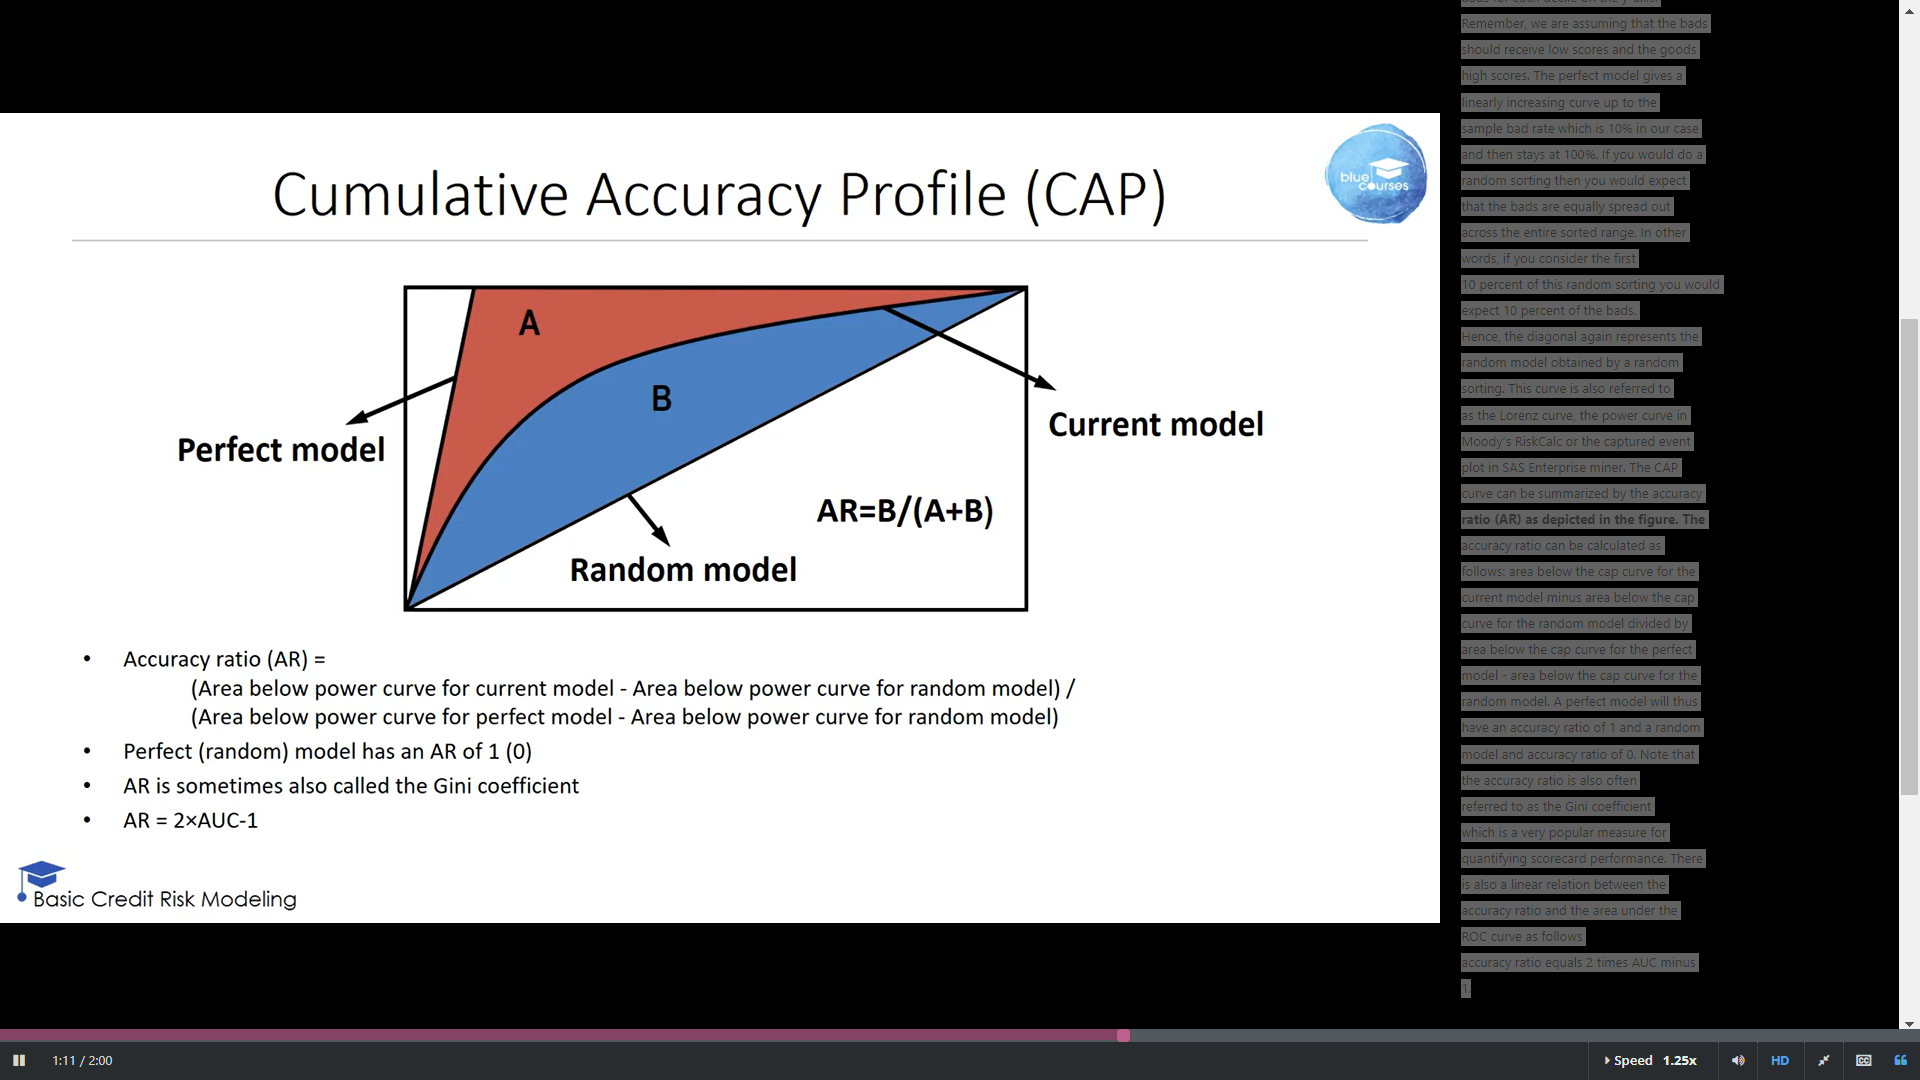 blue
courses
Cumulative Accuracy Profile (CAP)
A
B
Perfect model
Current model
AR=B/(A+B)
Random model
• Accuracy ratio (AR) =
(Area below power curve for current model - Area below power curve for random model) /
(Area below power curve for perfect model - Area below power curve for random model)
• Perfect (random) model has an AR of 1 (0)
• AR is sometimes also called the Gini coefficient
• AR = 2×AUC-1
Basic Credit Risk Modeling
Remember, we are assuming that the bads
should receive low scores and the goods
high scores. The perfect model gives a
linearly increasing curve up to the
sample bad rate which is 10% in our case
and then stays at 100%. If you would do a
random sorting then you would expect
that the bads are equally spread out
across the entire sorted range. In other
words, if you consider the first
10 percent of this random sorting you would
expect 10 percent of the bads.
Hence, the diagonal again represents the
random model obtained by a random
sorting. This curve is also referred to
as the Lorenz curve, the power curve in
Moody's RiskCalc or the captured event
plot in SAS Enterprise miner. The CAP
curve can be summarized by the accuracy
ratio (AR) as depicted in the figure. The
accuracy ratio can be calculated as
follows: area below the cap curve for the
current model minus area below the cap
curve for the random model divided by
area below the cap curve for the perfect
model - area below the cap curve for the
random model. A perfect model will thus
have an accuracy ratio of 1 and a random
model and accuracy ratio of 0. Note that
the accuracy ratio is also often
referred to as the Gini coefficient
which is a very popular measure for
quantifying scorecard performance. There
is also a linear relation between the
accuracy ratio and the area under the
ROC curve as follows
accuracy ratio equals 2 times AUC minus
1.
1:11 / 2:00
Speed 1.25x
HD
CC